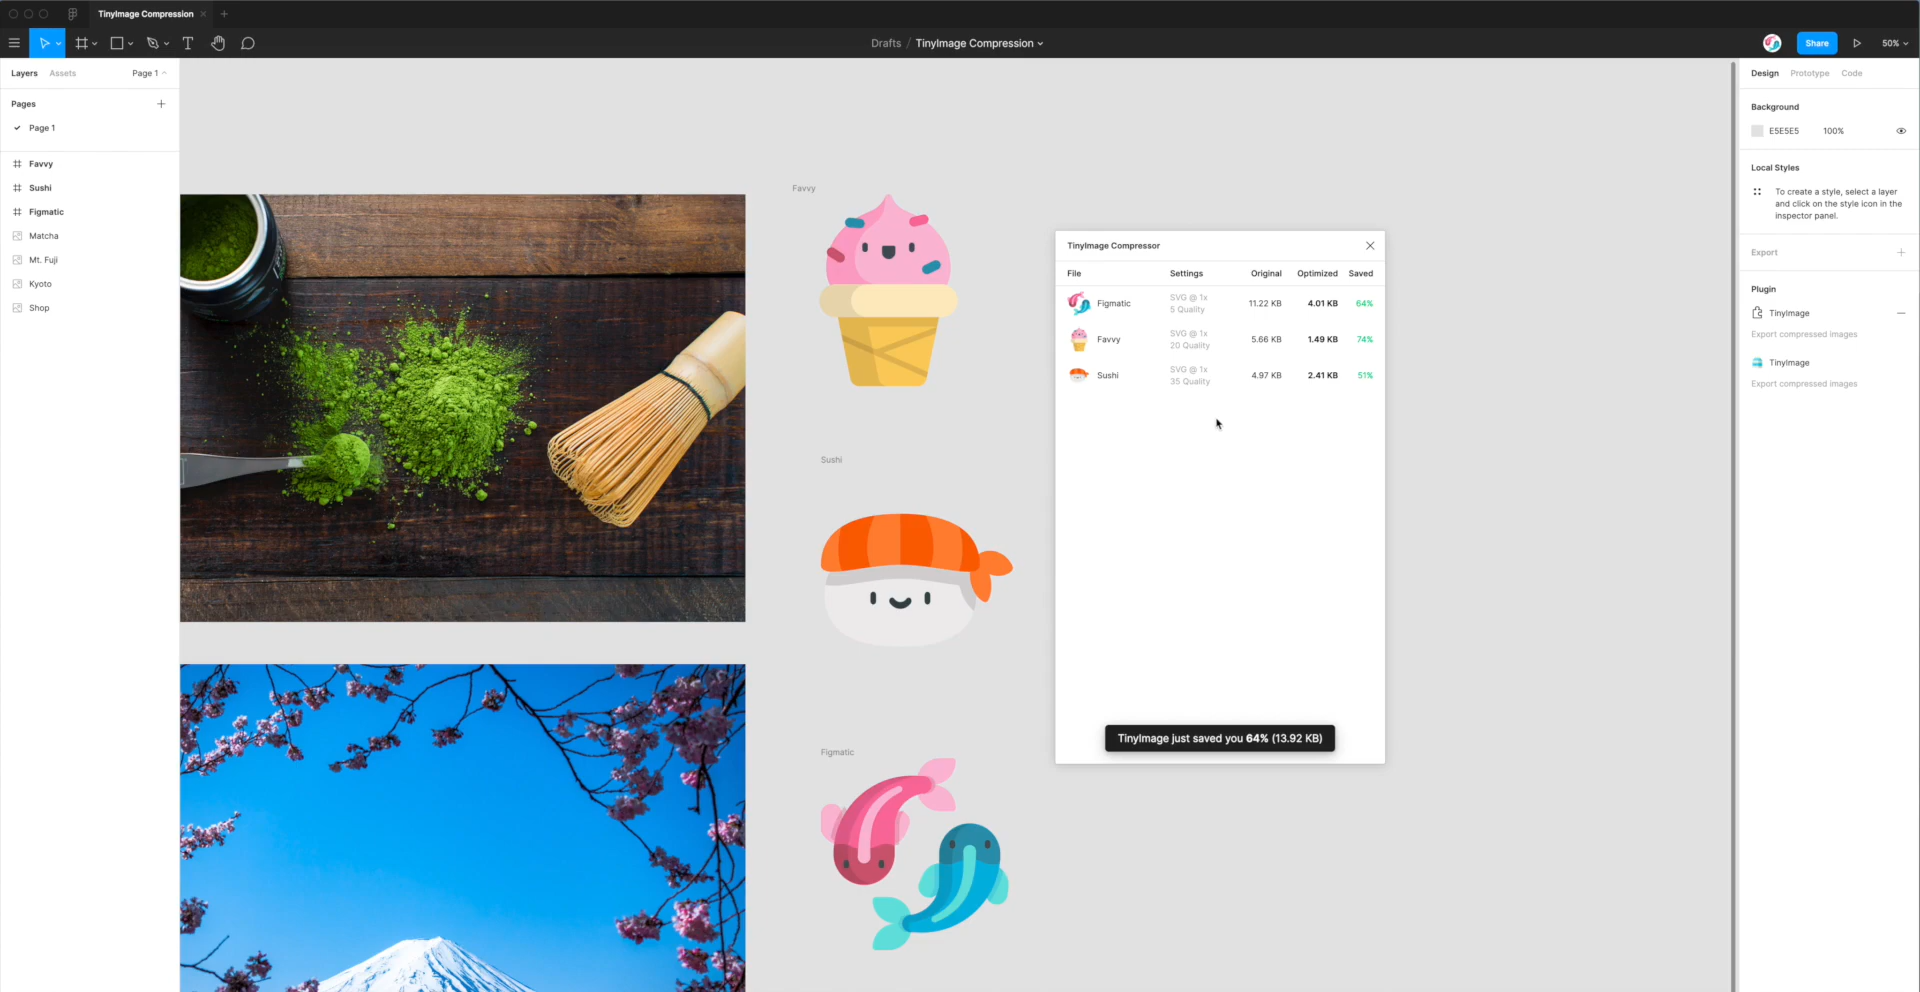 TinyImage Compression
Drafts / TinyImage Compression
Share
50%
Layers
Assets
Page 1
Pages
Page 1
Favvy
Sushi
Figmatic
Matcha
Mt. Fuji
Kyoto
Shop
Favvy
Sushi
Figmatic
TinyImage Compressor
File Settings Original Optimized Saved
Figmatic SVG @ 1x 11.22 KB 4.01 KB 64%
5 Quality
Favvy SVG @ 1x 5.66 KB 1.49 KB 74%
20 Quality
Sushi SVG @ 1x 4.97 KB 2.41 KB 51%
35 Quality
TinyImage just saved you 64% (13.92 KB)
Design Prototype Code
Background
E5E5E5 100%
Local Styles
To create a style, select a layer
and click on the style icon in the
inspector panel.
Export
Plugin
TinyImage
Export compressed images
TinyImage
Export compressed images